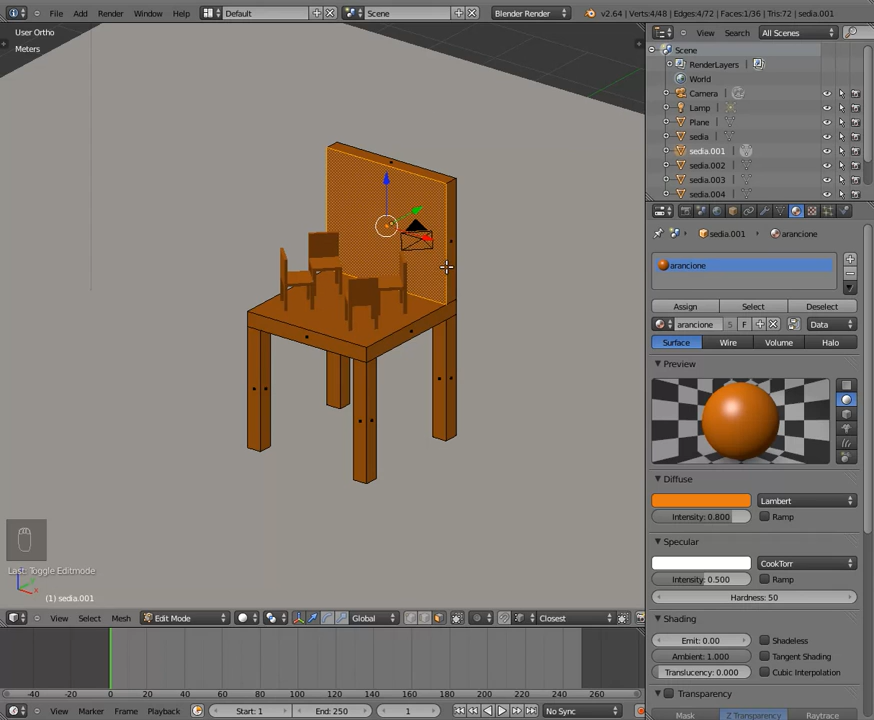 File Add Render Window Help Default Scene Blender Render v2.64 | Verts:4/48 | Edges:4/72 | Faces:1/36 | Tris:72 | sedia.001
User Ortho
Meters
View Search All Scenes
Scene
RenderLayers |
World
Camera |
Lamp |
Plane |
sedia |
sedia.001 |
sedia.002 |
sedia.003 |
sedia.004 |
sedia.001 arancione
arancione
Assign Select Deselect
arancione 5 F Data
Surface Wire Volume Halo
Preview
Diffuse
Lambert
Intensity: 0.800 Ramp
Specular
CookTorr
Intensity: 0.500 Ramp
Hardness: 50
Shading
Emit: 0.00 Shadeless
Ambient: 1.000 Tangent Shading
Translucency: 0.000 Cubic Interpolation
Transparency
Mask Z Transparency Raytrace
Last: Toggle Editmode
(1) sedia.001
View Select Mesh Edit Mode Global Closest
-40 -20 0 20 40 60 80 100 120 140 160 180 200 220 240 260
View Marker Frame Playback Start: 1 End: 250 1 No Sync